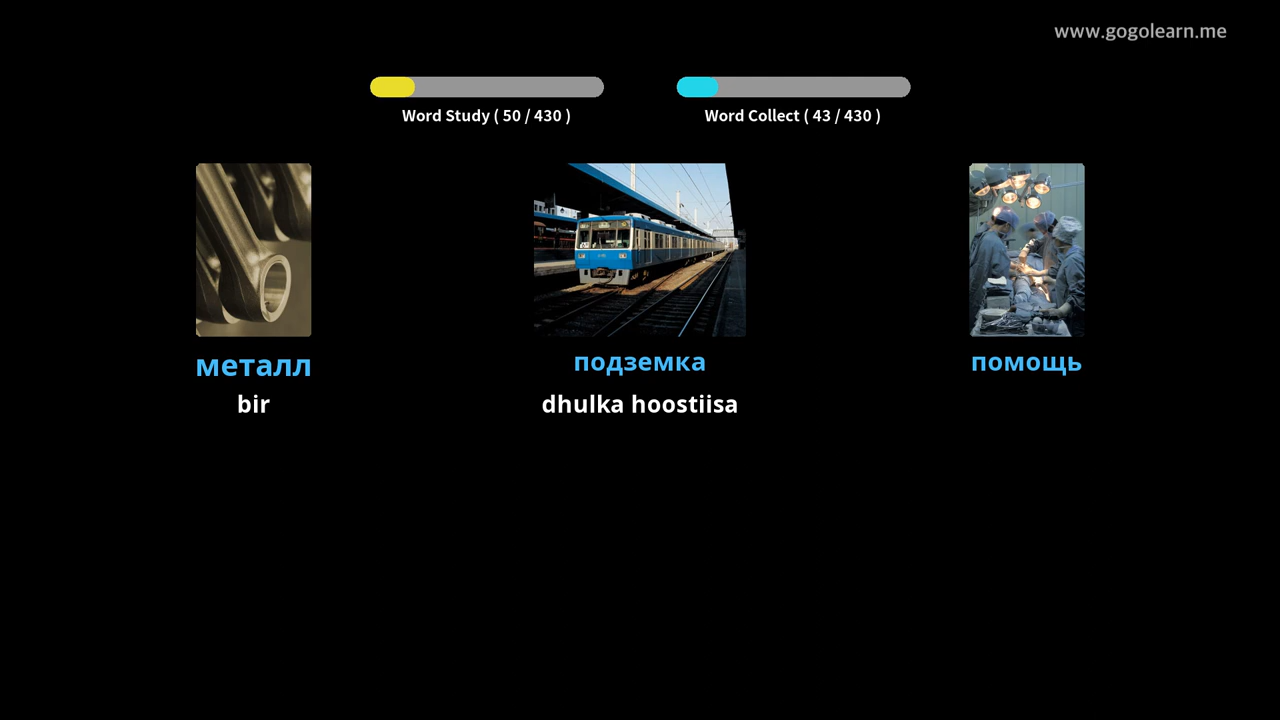 www.gogolearn.me
Word Study ( 50 / 430 )
Word Collect ( 43 / 430 )
металл
подземка
помощь
bir
dhulka hoostiisa